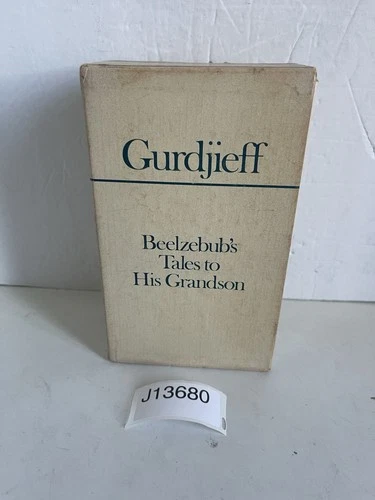 Gurdjieff
Beelzebub's
Tales to
His Grandson
J13680